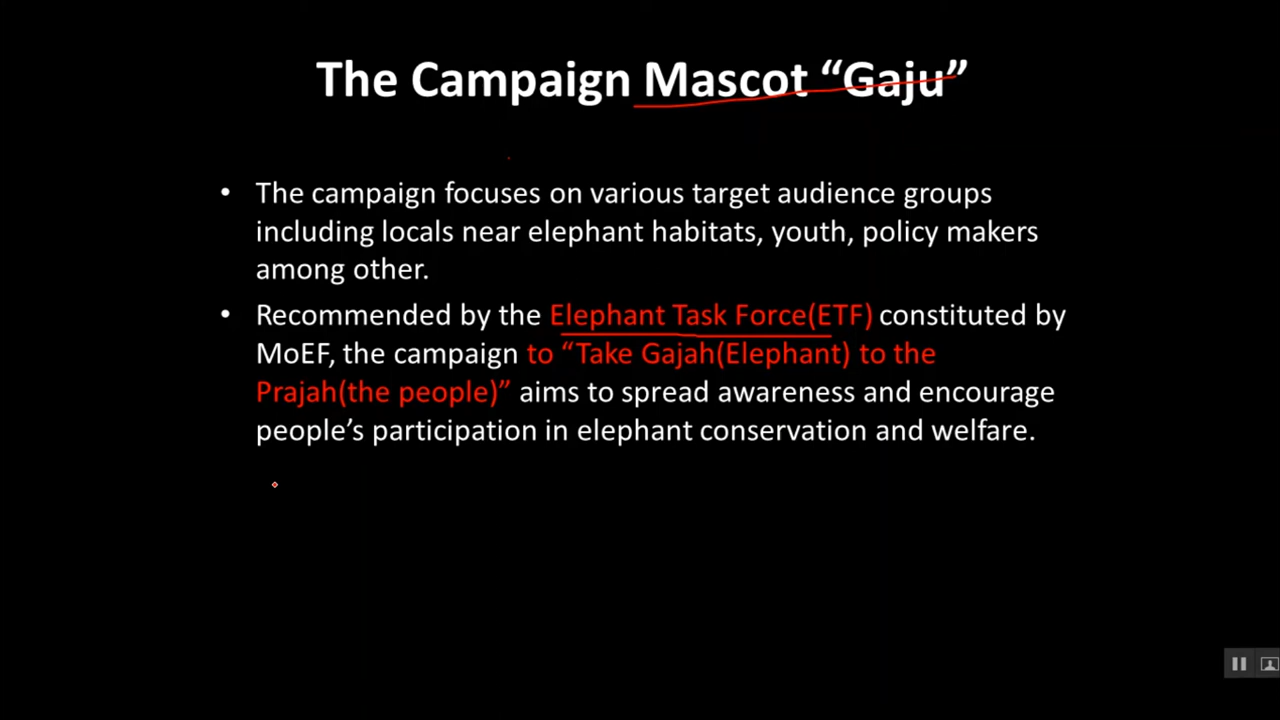 The Campaign Mascot “Gaju”
• The campaign focuses on various target audience groups
including locals near elephant habitats, youth, policy makers
among other.
• Recommended by the Elephant Task Force(ETF) constituted by
MoEF, the campaign to “Take Gajah(Elephant) to the
Prajah(the people)” aims to spread awareness and encourage
people’s participation in elephant conservation and welfare.